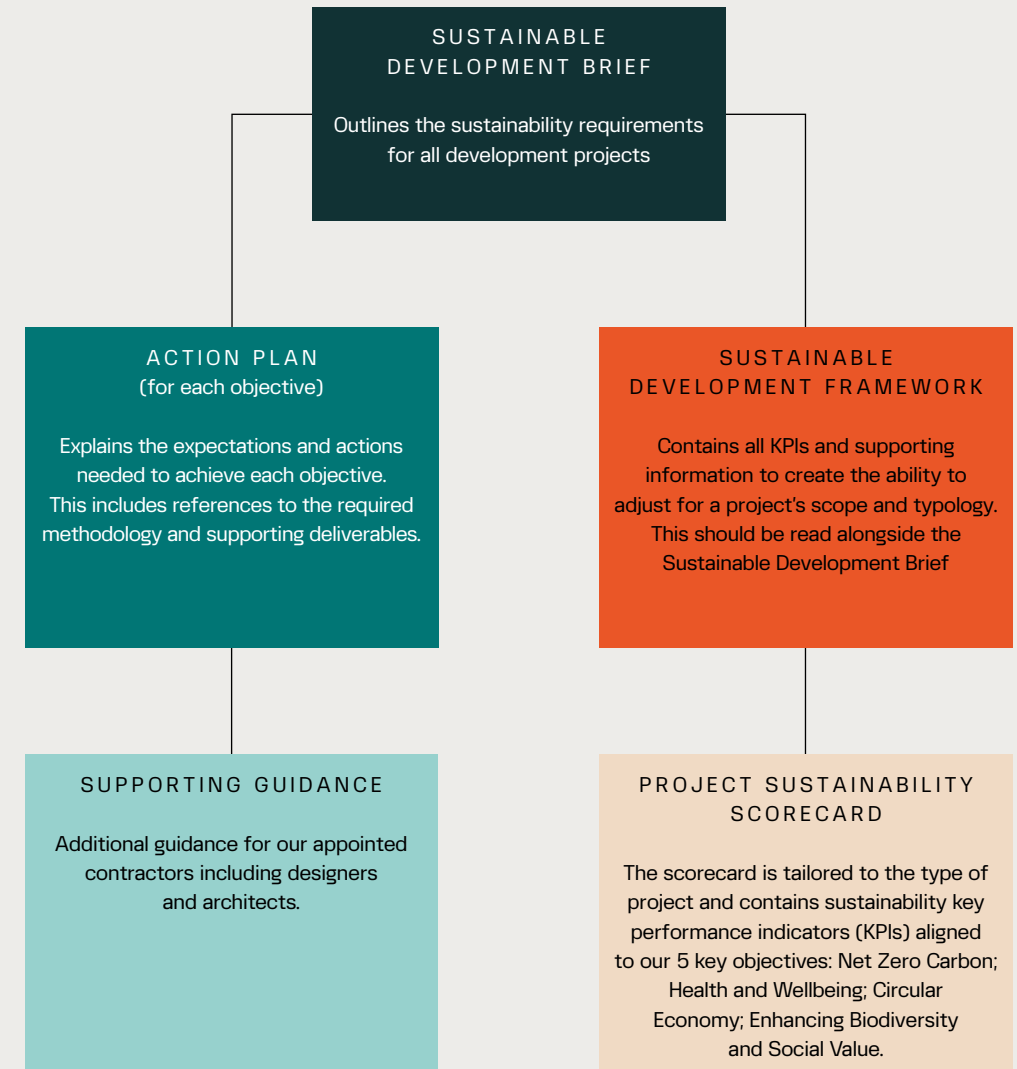 SUSTAINABLE
DEVELOPMENT BRIEF
Outlines the sustainability requirements
for all development projects
ACTION PLAN
(for each objective)
Explains the expectations and actions
needed to achieve each objective.
This includes references to the required
methodology and supporting deliverables.
SUSTAINABLE
DEVELOPMENT FRAMEWORK
Contains all KPIs and supporting
information to create the ability to
adjust for a project's scope and typology.
This should be read alongside the
Sustainable Development Brief
SUPPORTING GUIDANCE
Additional guidance for our appointed
contractors including designers
and architects.
PROJECT SUSTAINABILITY
SCORECARD
The scorecard is tailored to the type of
project and contains sustainability key
performance indicators (KPIs) aligned
to our 5 key objectives: Net Zero Carbon;
Health and Wellbeing; Circular
Economy; Enhancing Biodiversity
and Social Value.